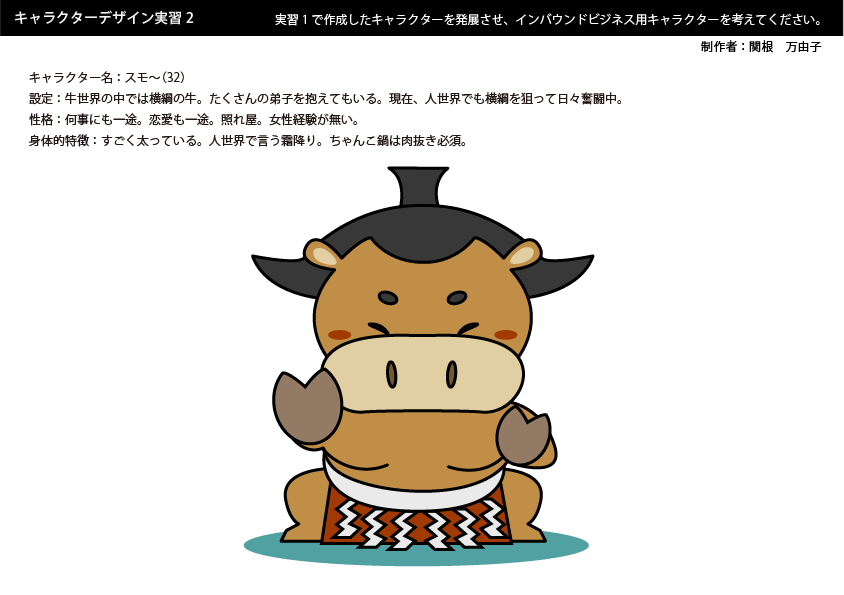 キャラクターデザイン実習 2
実習 1 で作成したキャラクターを発展させ、インバウンドビジネス用キャラクターを考えてください。
制作者：関根　万由子
キャラクター名：スモ～（32）
設定：牛世界の中では横綱の牛。たくさんの弟子を抱えてもいる。現在、人世界でも横綱を狙って日々奮闘中。
性格：何事にも一途。恋愛も一途。照れ屋。女性経験が無い。
身体的特徴：すごく太っている。人世界で言う霜降り。ちゃんこ鍋は肉抜き必須。